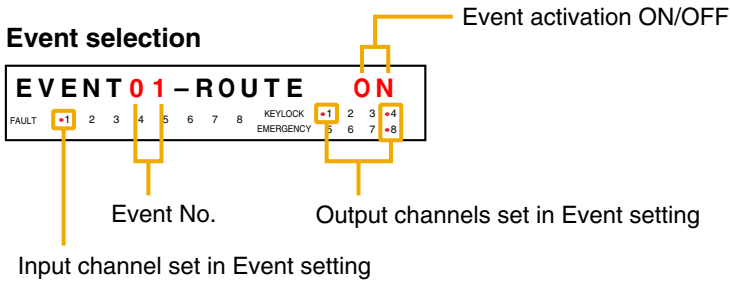 Event activation ON/OFF
Event selection
EVENT01–ROUTE ON
FAULT •1 2 3 4 5 6 7 8 KEYLOCK •1 2 3 •4
EMERGENCY 5 6 7 •8
Event No.
Output channels set in Event setting
Input channel set in Event setting